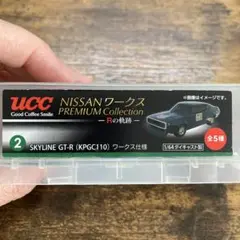 ucc
Good Coffee Smile
NISSANワークス
PREMIUM Collection
―Rの軌跡―
※画像はイメージです。
全5種
2 SKYLINE GT-R (KPGC110) ワークス仕様
1/64ダイキャスト製